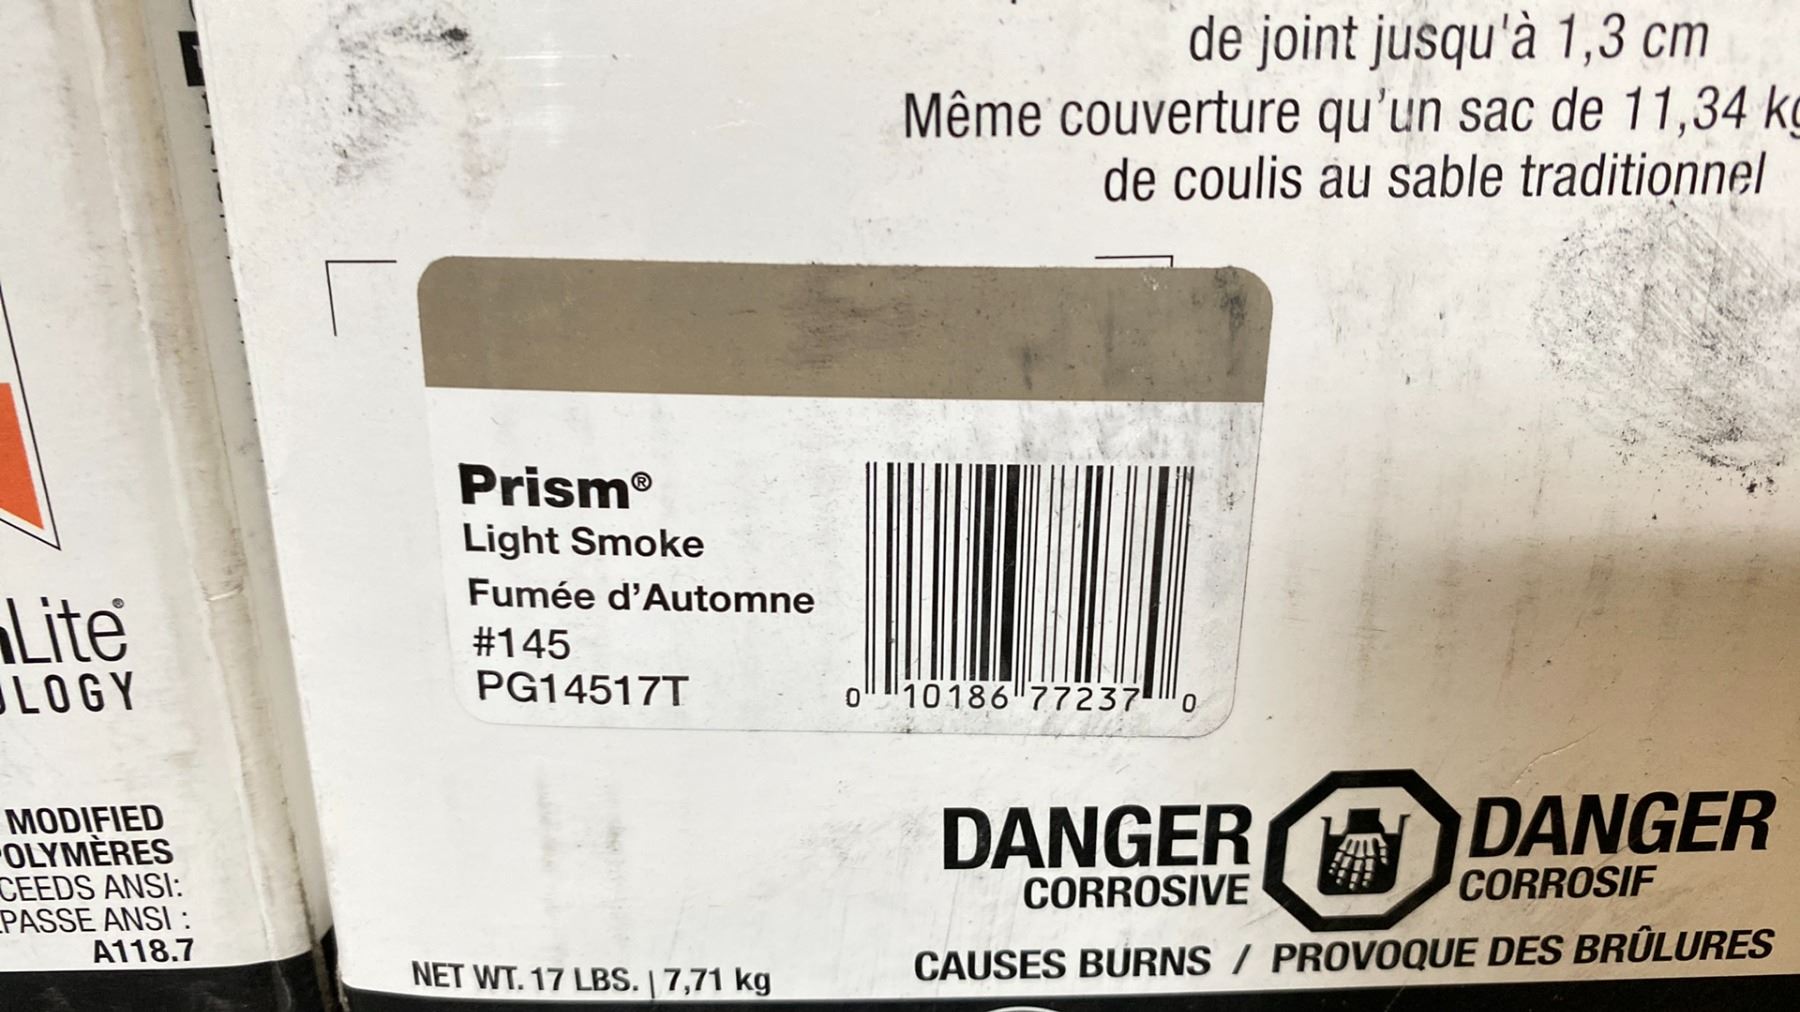 de joint jusqu'à 1,3 cm
Même couverture qu'un sac de 11,34 kg
de coulis au sable traditionnel
Prism®
Light Smoke
Fumée d'Automne
#145
PG14517T
0 10186 77237 0
DANGER
CORROSIVE
DANGER
CORROSIF
CAUSES BURNS / PROVOQUE DES BRÛLURES
NET WT. 17 LBS. | 7,71 kg
Lite®
LOGY
MODIFIED
OLYMÈRES
CEEDS ANSI:
PASSE ANSI :
A118.7